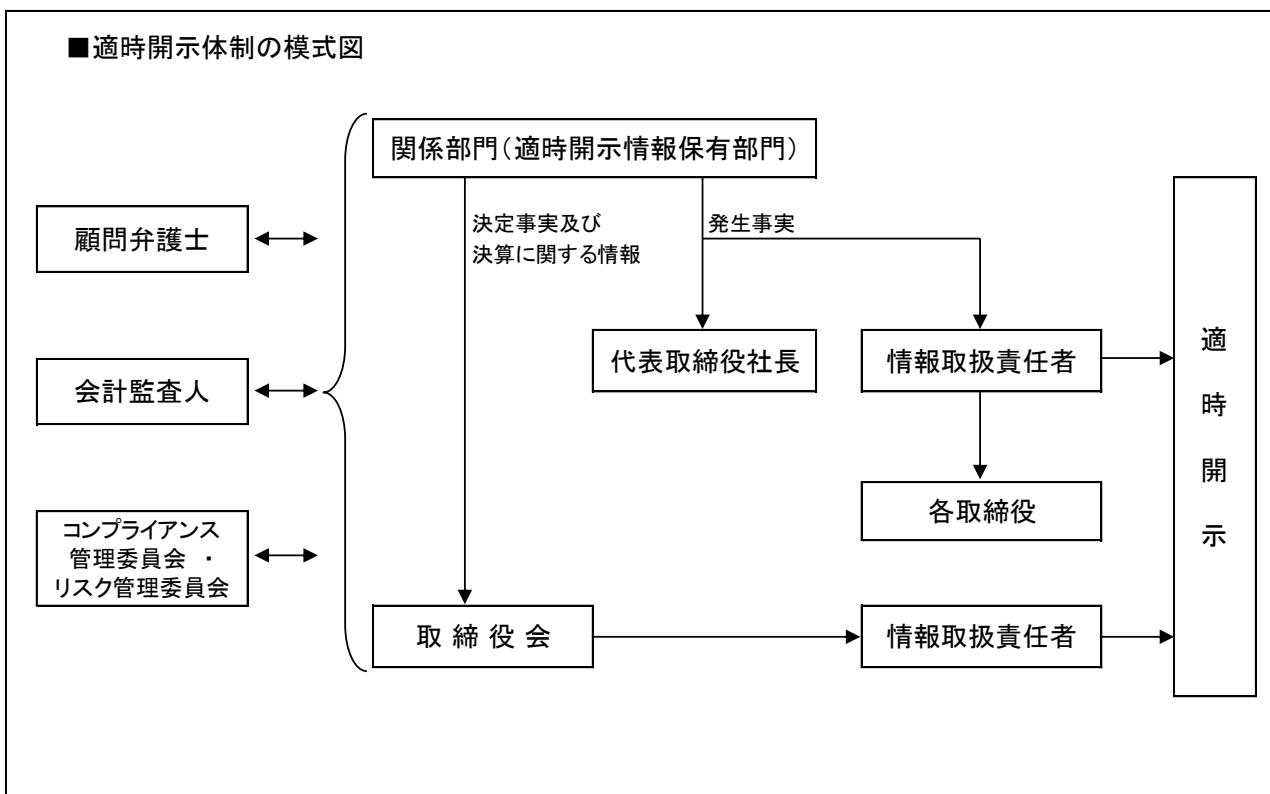 ■適時開示体制の模式図
関係部門(適時開示情報保有部門)
顧問弁護士
決定事実及び
決算に関する情報
発生事実
代表取締役社長
情報取扱責任者
会計監査人
各取締役
コンプライアンス
管理委員会 ・
リスク管理委員会
取 締 役 会
情報取扱責任者
適
時
開
示